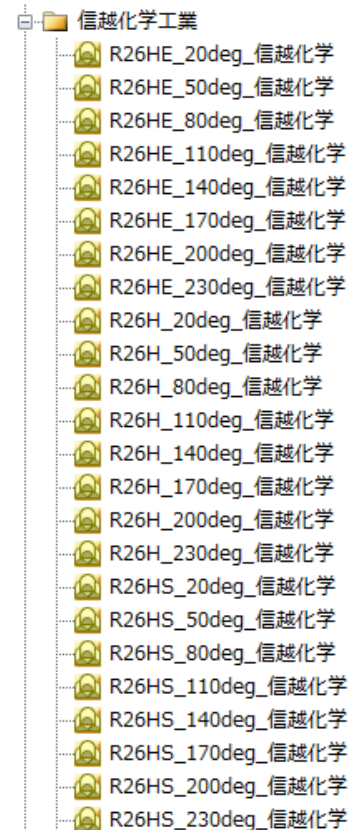 信越化学工業
R26HE_20deg_信越化学
R26HE_50deg_信越化学
R26HE_80deg_信越化学
R26HE_110deg_信越化学
R26HE_140deg_信越化学
R26HE_170deg_信越化学
R26HE_200deg_信越化学
R26HE_230deg_信越化学
R26H_20deg_信越化学
R26H_50deg_信越化学
R26H_80deg_信越化学
R26H_110deg_信越化学
R26H_140deg_信越化学
R26H_170deg_信越化学
R26H_200deg_信越化学
R26H_230deg_信越化学
R26HS_20deg_信越化学
R26HS_50deg_信越化学
R26HS_80deg_信越化学
R26HS_110deg_信越化学
R26HS_140deg_信越化学
R26HS_170deg_信越化学
R26HS_200deg_信越化学
R26HS_230deg_信越化学